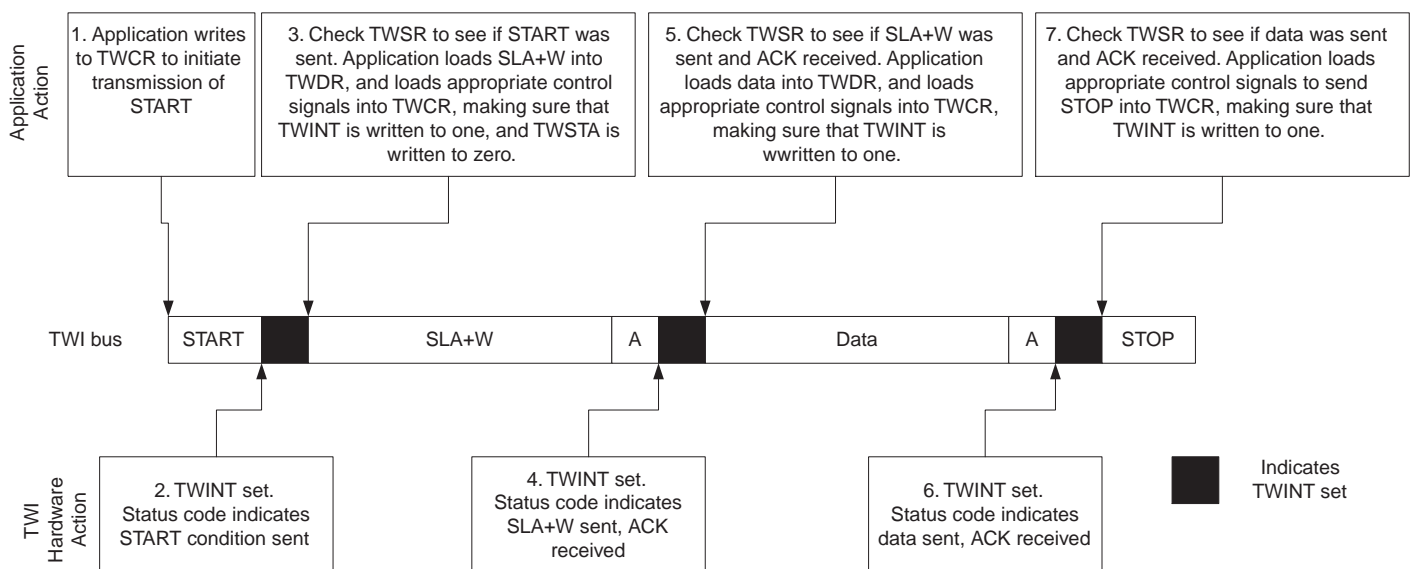 Application
Action
1. Application writes
to TWCR to initiate
transmission of
START
3. Check TWSR to see if START was
sent. Application loads SLA+W into
TWDR, and loads appropriate control
signals into TWCR, making sure that
TWINT is written to one, and TWSTA is
written to zero.
5. Check TWSR to see if SLA+W was
sent and ACK received. Application
loads data into TWDR, and loads
appropriate control signals into TWCR,
making sure that TWINT is
wwritten to one.
7. Check TWSR to see if data was sent
and ACK received. Application loads
appropriate control signals to send
STOP into TWCR, making sure that
TWINT is written to one.
TWI bus
START
SLA+W
A
Data
A
STOP
TWI
Hardware
Action
2. TWINT set.
Status code indicates
START condition sent
4. TWINT set.
Status code indicates
SLA+W sent, ACK
received
6. TWINT set.
Status code indicates
data sent, ACK received
Indicates
TWINT set